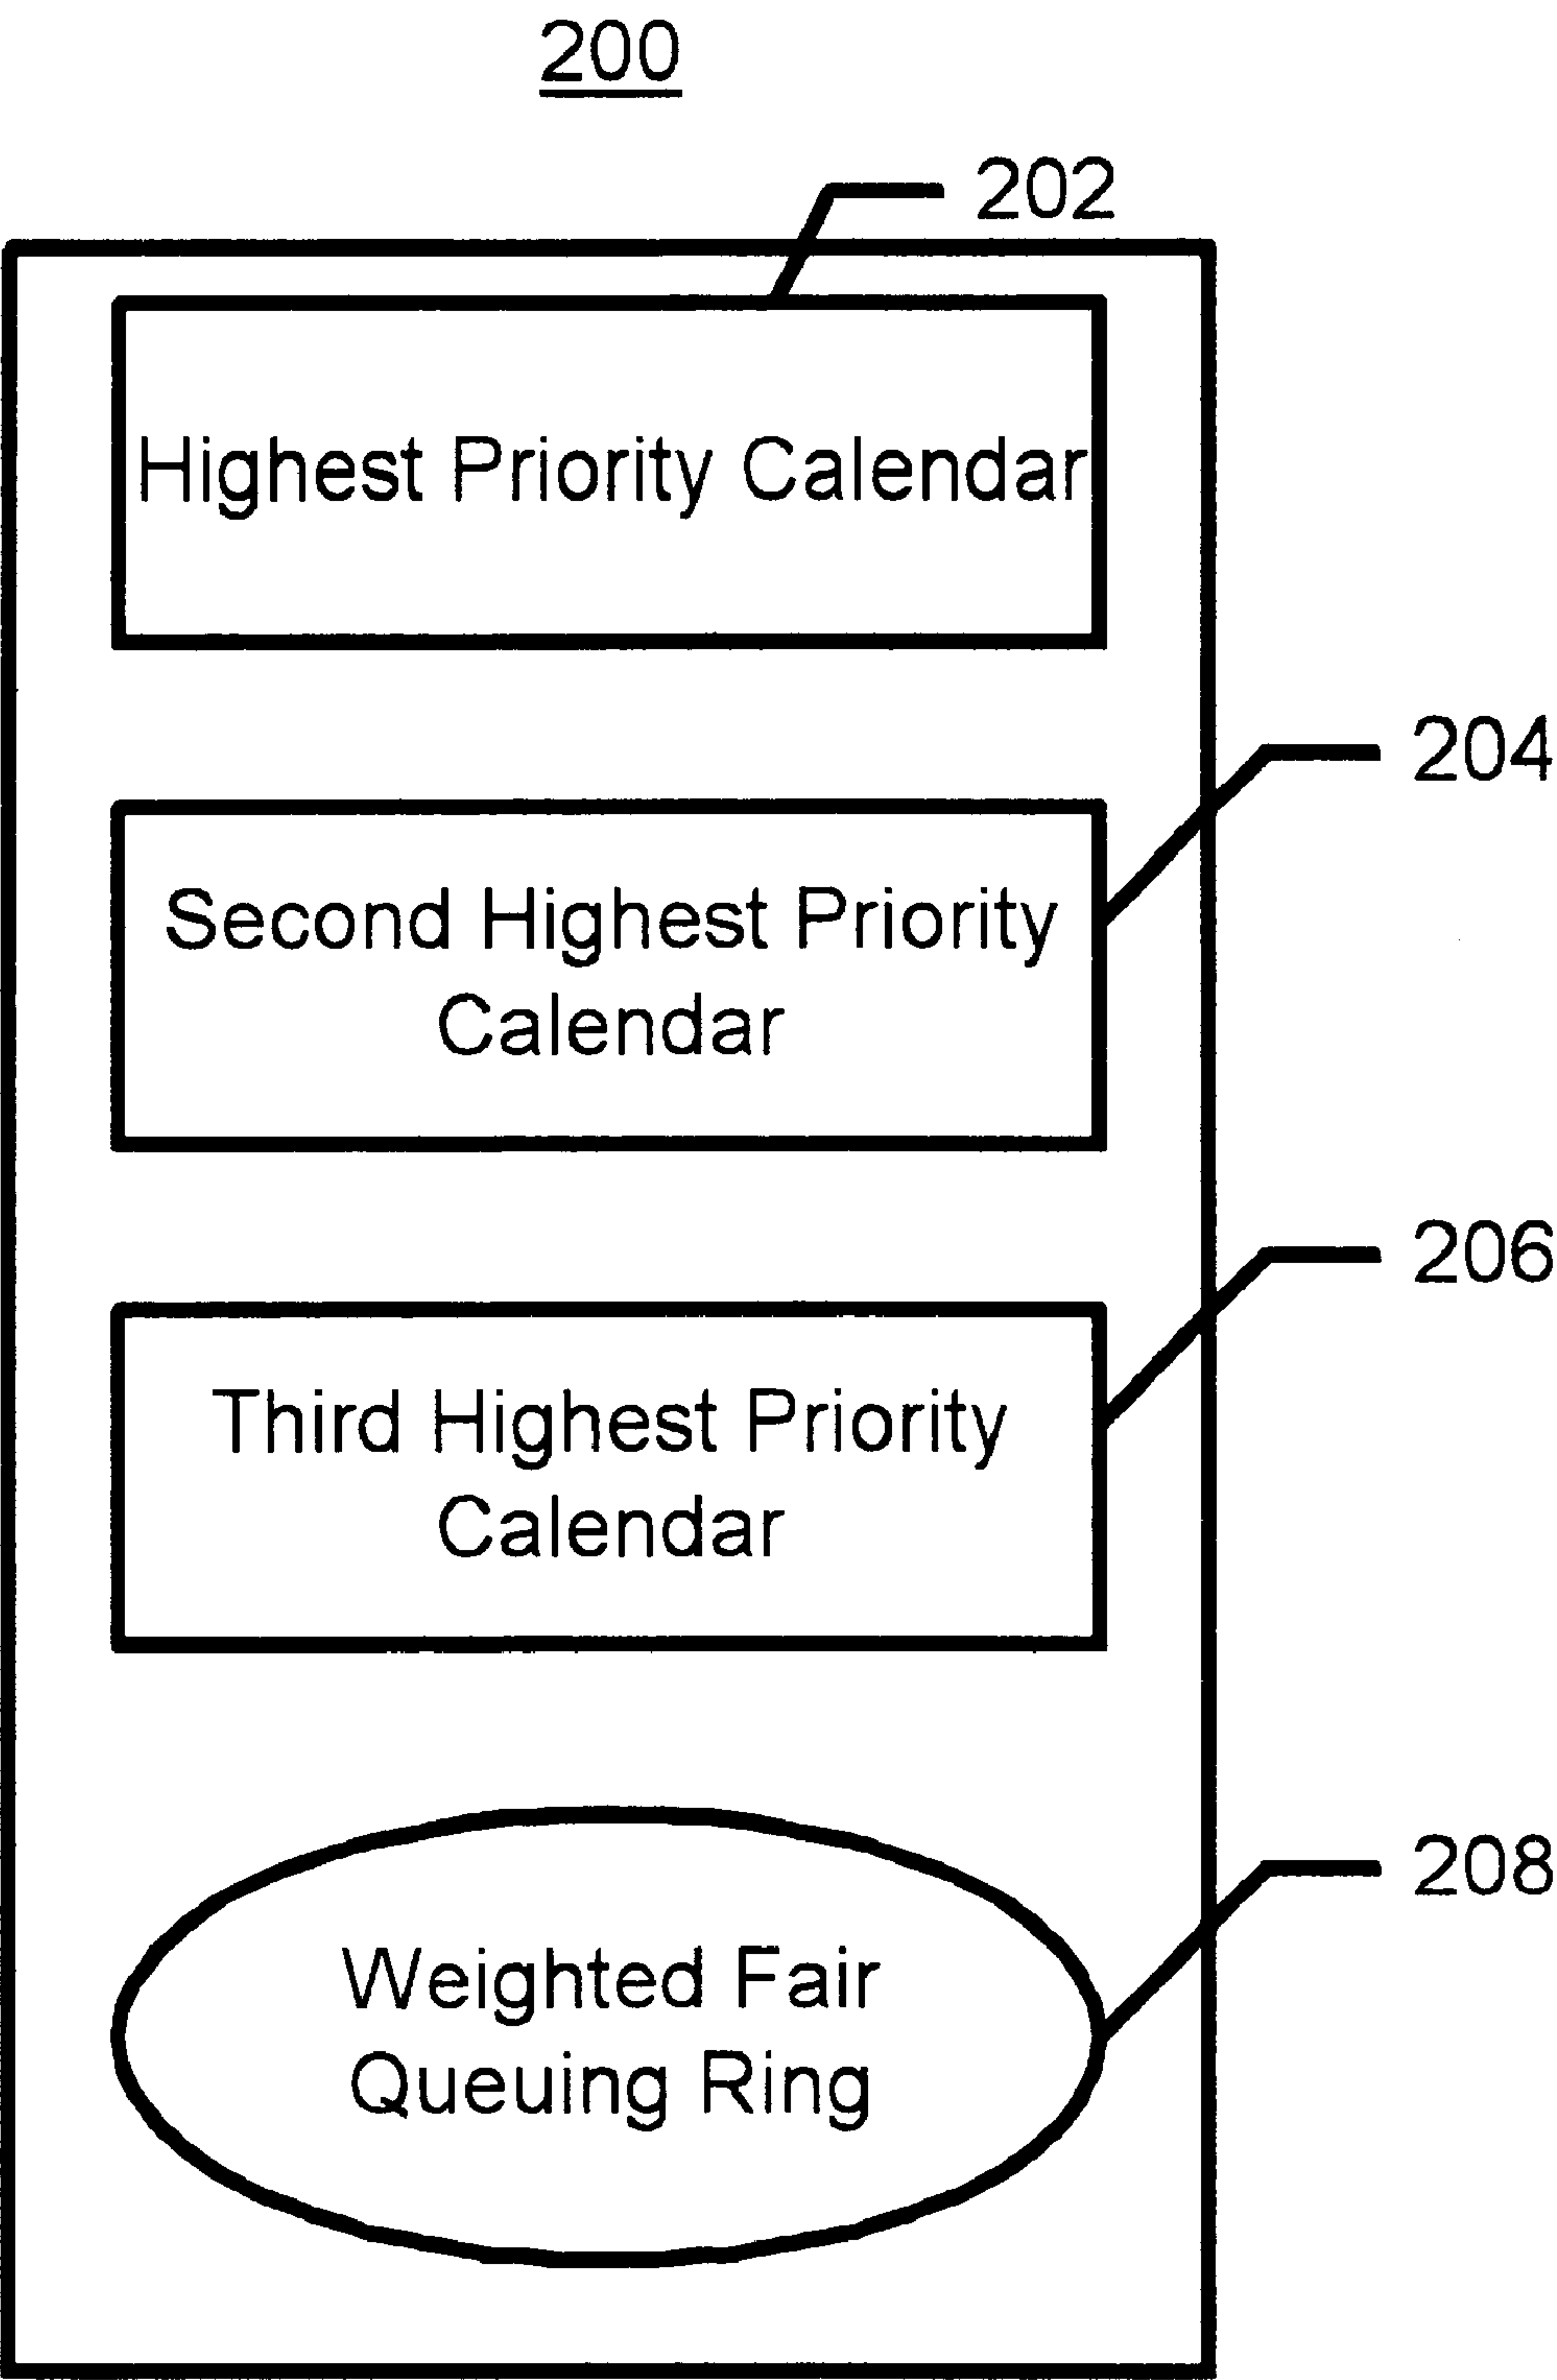 200
202
Highest Priority Calendar
204
Second Highest Priority
Calendar
206
Third Highest Priority
Calendar
208
Weighted Fair
Queuing Ring